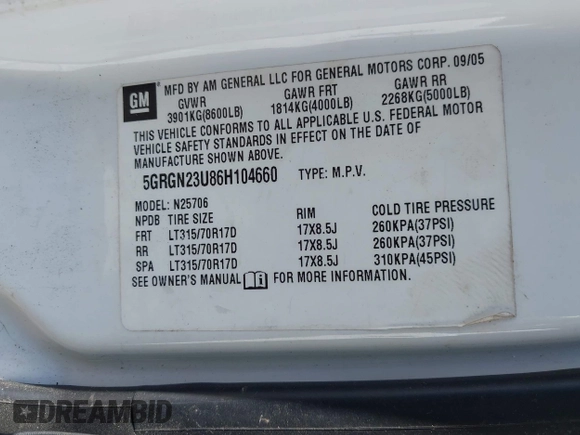 GM
MFD BY AM GENERAL LLC FOR GENERAL MOTORS CORP. 09/05
GVWR GAWR FRT GAWR RR
3901KG(8600LB) 1814KG(4000LB) 2268KG(5000LB)
THIS VEHICLE CONFORMS TO ALL APPLICABLE U.S. FEDERAL MOTOR
VEHICLE SAFETY STANDARDS IN EFFECT ON THE DATE OF
MANUFACTURE SHOWN ABOVE.
5GRGN23U86H104660 TYPE: M.P.V.
MODEL: N25706
NPDB TIRE SIZE RIM COLD TIRE PRESSURE
FRT LT315/70R17D 17X8.5J 260KPA(37PSI)
RR LT315/70R17D 17X8.5J 260KPA(37PSI)
SPA LT315/70R17D 17X8.5J 310KPA(45PSI)
SEE OWNER'S MANUAL FOR MORE INFORMATION.
DREAMBID